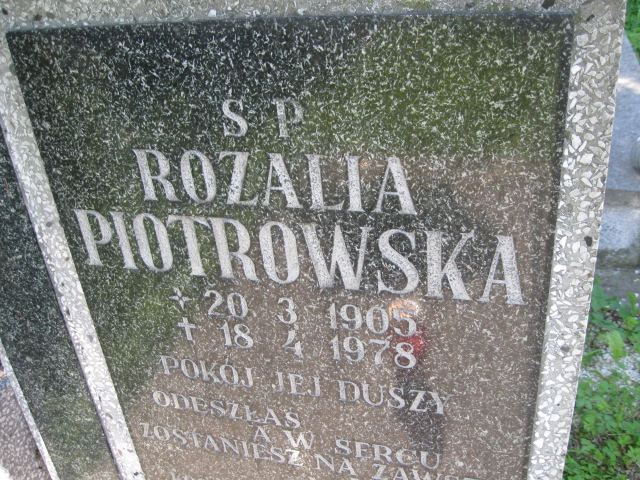 S P
ROZALIA
PIOTROWSKA
20 3 1905
18 4 1978
POKÓJ JEJ DUSZY
ODESZŁAŚ
A W SERCU
ZOSTANIESZ NA